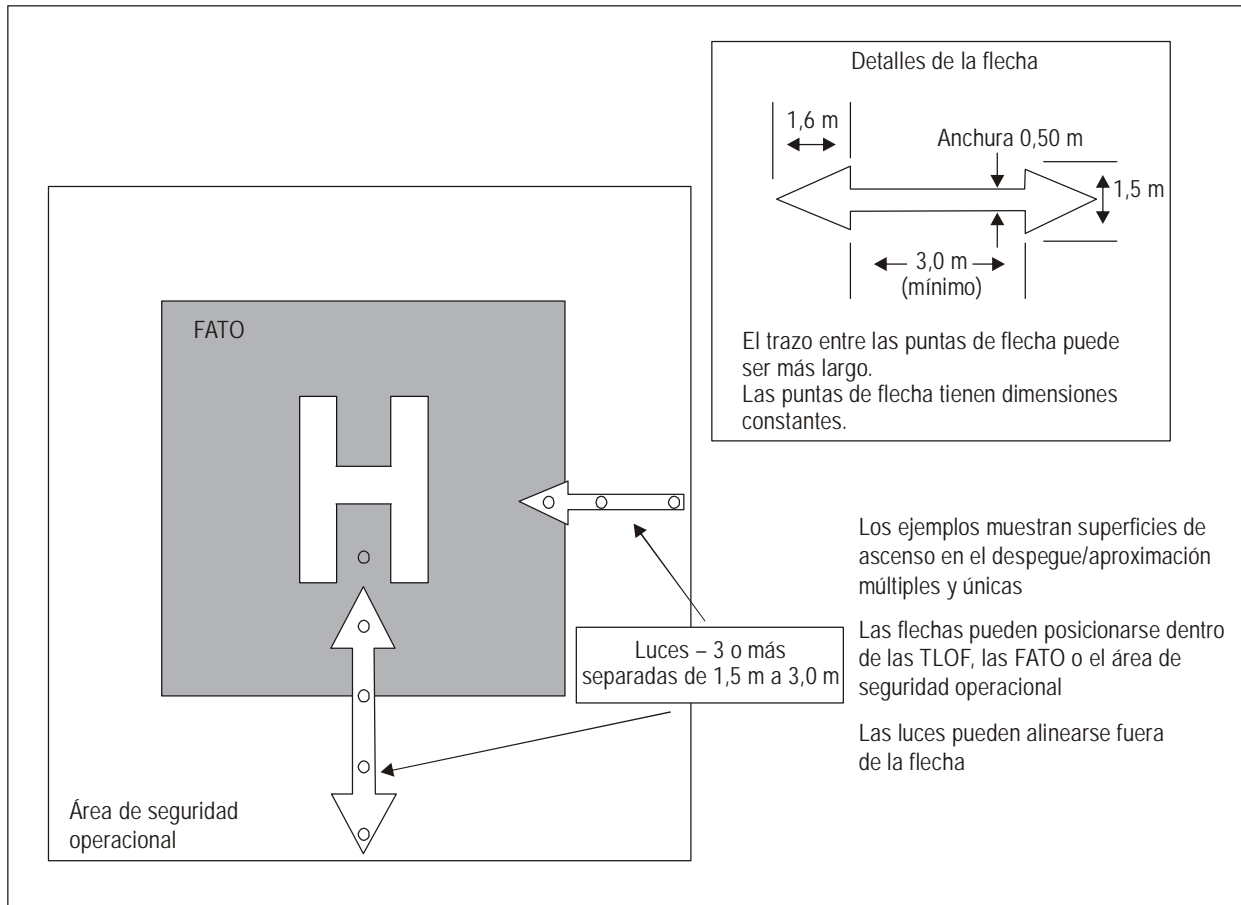 Detalles de la flecha
1,6 m
Anchura 0,50 m
1,5 m
3,0 m
(mínimo)
El trazo entre las puntas de flecha puede
ser más largo.
Las puntas de flecha tienen dimensiones
constantes.
FATO
H
Los ejemplos muestran superficies de
ascenso en el despegue/aproximación
múltiples y únicas
Las flechas pueden posicionarse dentro
de las TLOF, las FATO o el área de
seguridad operacional
Las luces pueden alinearse fuera
de la flecha
Luces – 3 o más
separadas de 1,5 m a 3,0 m
Área de seguridad
operacional